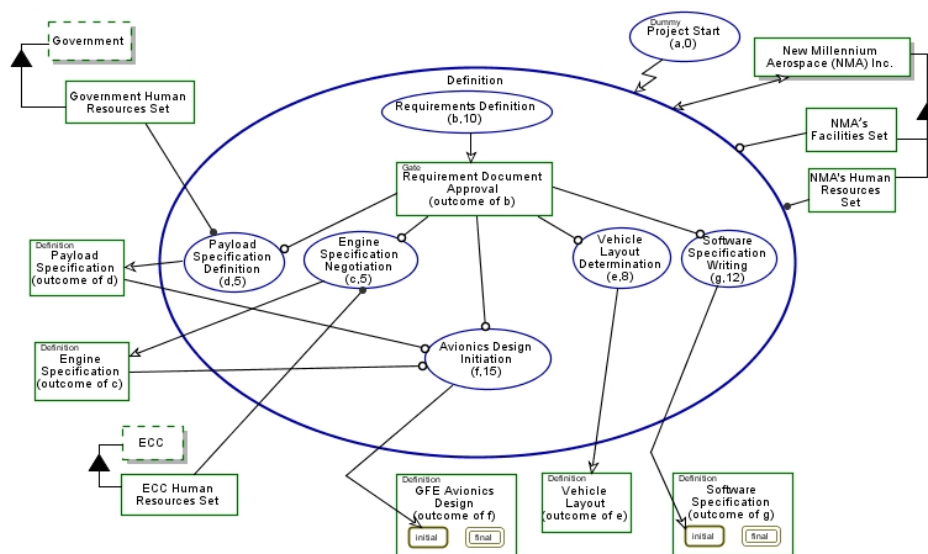 Dummy
Project Start
(a,0)
Government
New Millennium
Aerospace (NMA) Inc.
Definition
Government Human
Resources Set
Requirements Definition
(b,10)
NMA's
Facilities Set
Gate
Requirement Document
Approval
(outcome of b)
NMA's Human
Resources
Set
Definition
Payload
Specification
(outcome of d)
Payload
Specification
Definition
(d,5)
Engine
Specification
Negotiation
(c,5)
Vehicle
Layout
Determination
(e,8)
Software
Specification
Writing
(g,12)
Definition
Engine
Specification
(outcome of c)
Avionics Design
Initiation
(f,15)
ECC
ECC Human
Resources Set
Definition
GFE Avionics
Design
(outcome of f)
initial
final
Definition
Vehicle
Layout
(outcome of e)
Definition
Software
Specification
(outcome of g)
initial
final